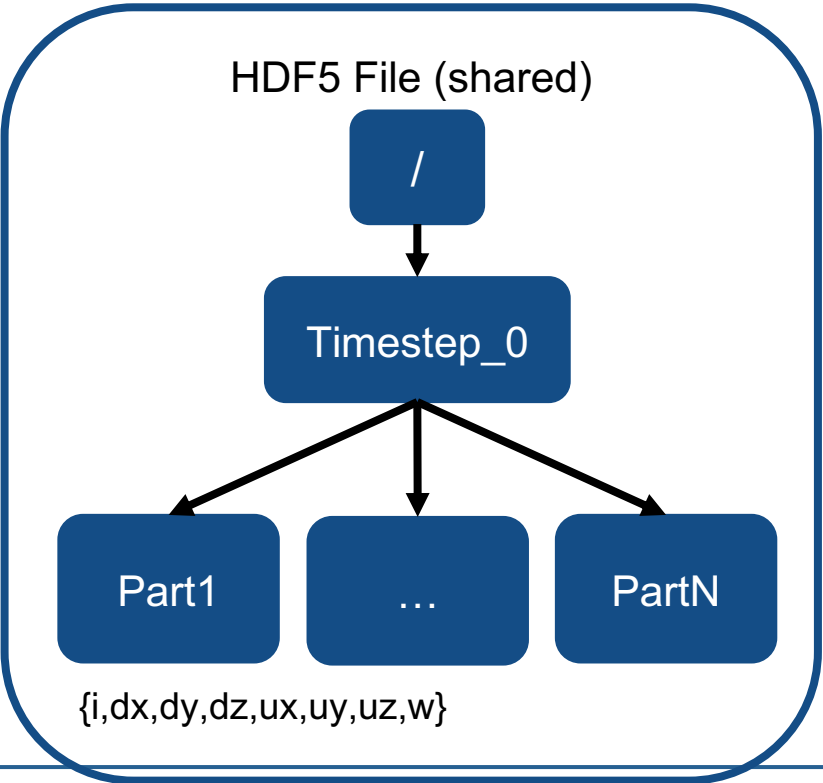 HDF5 File (shared)
/
Timestep_0
Part1
...
PartN
{i,dx,dy,dz,ux,uy,uz,w}